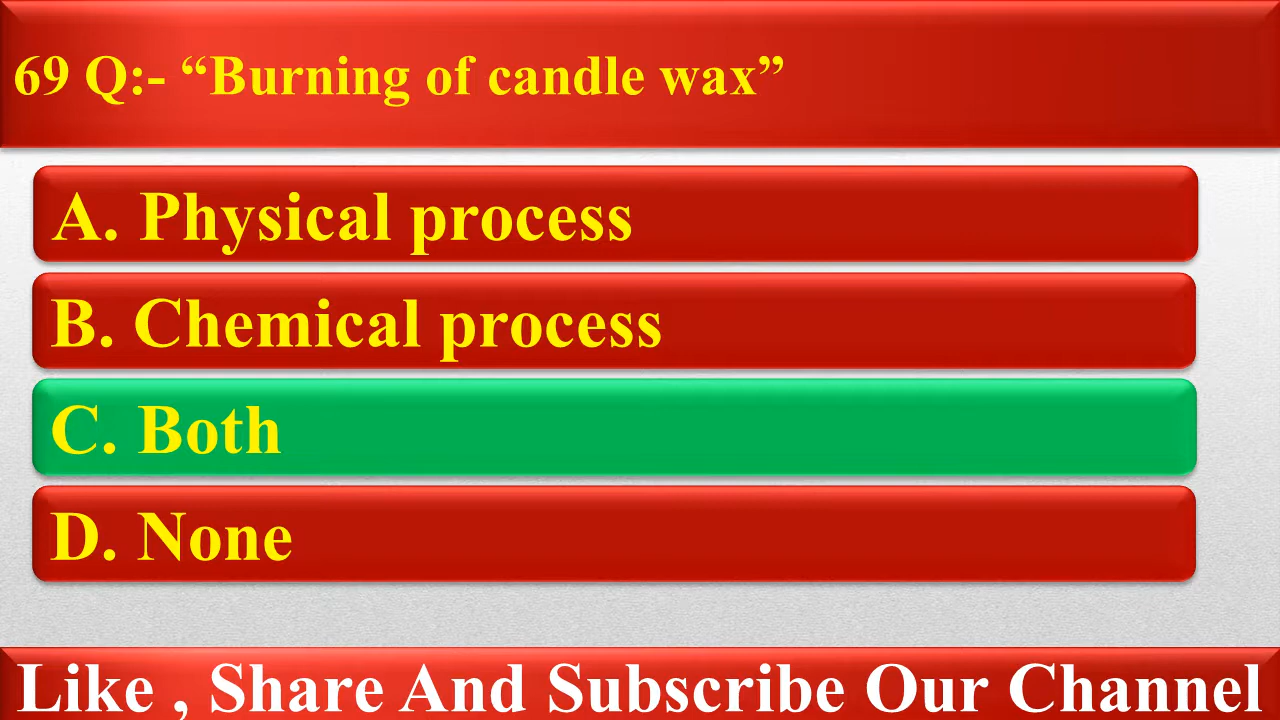 69 Q:- “Burning of candle wax”
A. Physical process
B. Chemical process
C. Both
D. None
Like , Share And Subscribe Our Channel